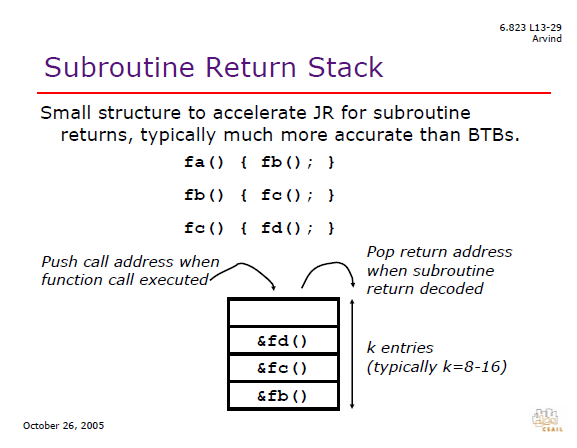 6.823 L13-29
Arvind
Subroutine Return Stack
Small structure to accelerate JR for subroutine
returns, typically much more accurate than BTBs.
fa() { fb(); }
fb() { fc(); }
fc() { fd(); }
Push call address when
function call executed
Pop return address
when subroutine
return decoded
&fd()
&fc()
&fb()
k entries
(typically k=8-16)
October 26, 2005
CSAIL